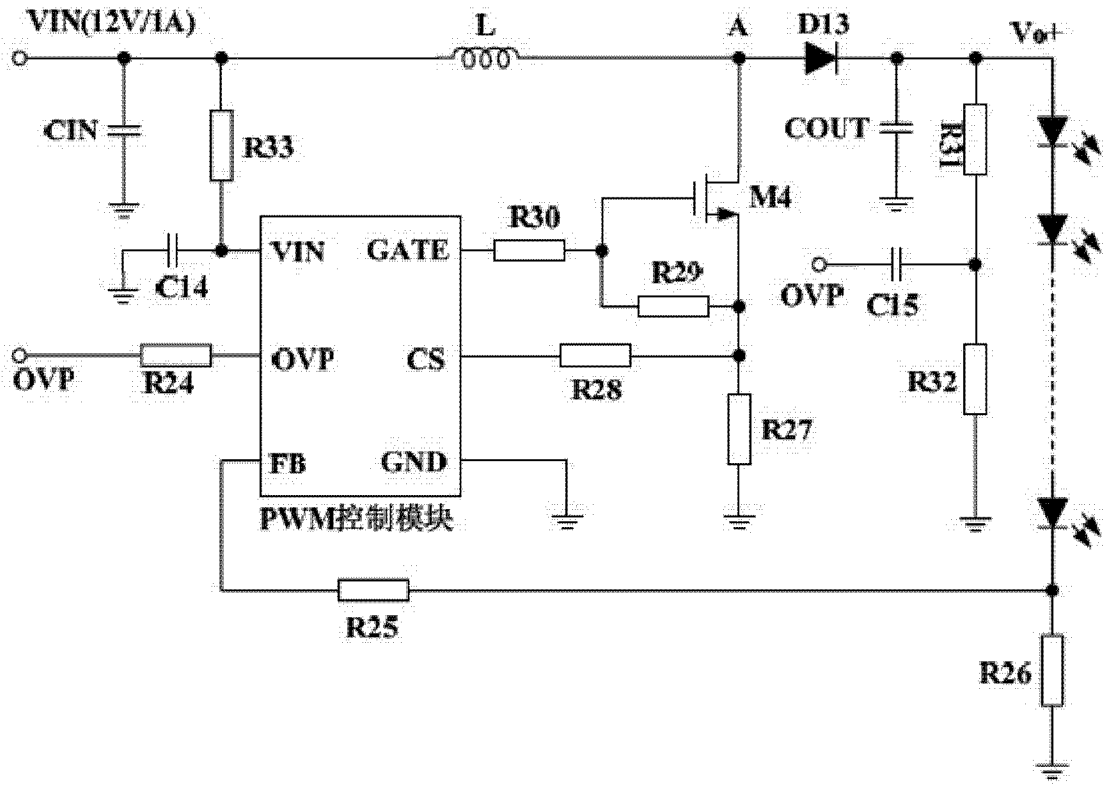 VIN(12V/1A)
L
A
D13
Vo+
CIN
R33
COUT
R31
M4
R30
VIN
GATE
C14
R29
OVP
C15
OVP
R24
OVP
CS
R28
R32
R27
FB
GND
PWM控制模块
R25
R26